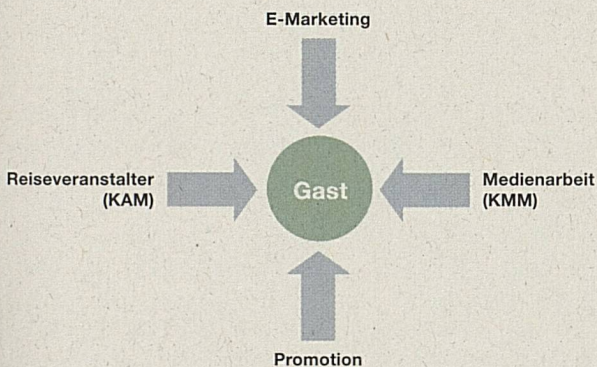 E-Marketing
Reiseveranstalter
(KAM)
Gast
Medienarbeit
(KMM)
Promotion